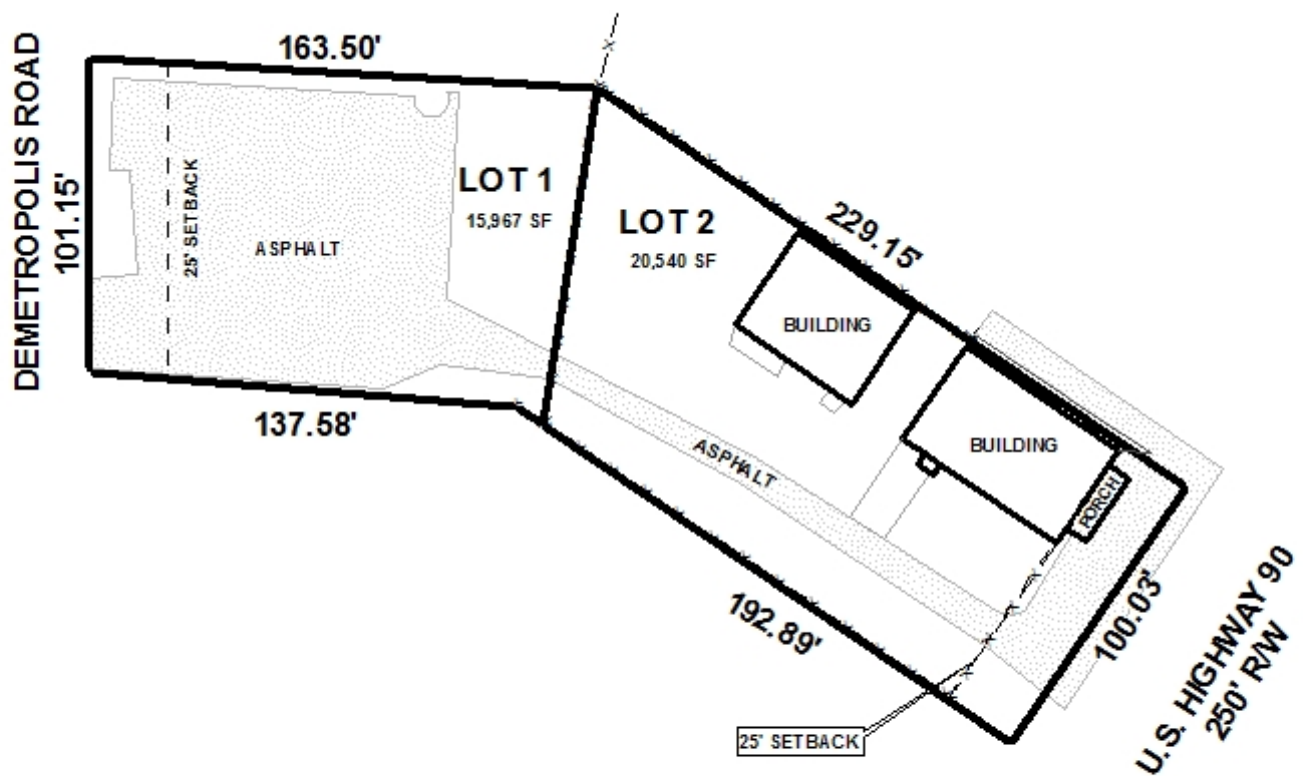 DEMETROPOLIS ROAD
163.50'
101.15'
25' SETBACK
ASPHALT
LOT 1
15,967 SF
LOT 2
20,540 SF
229.15'
BUILDING
BUILDING
PORCH
137.58'
ASPHALT
192.89'
100.03'
25' SETBACK
U.S. HIGHWAY 90
250' R/W